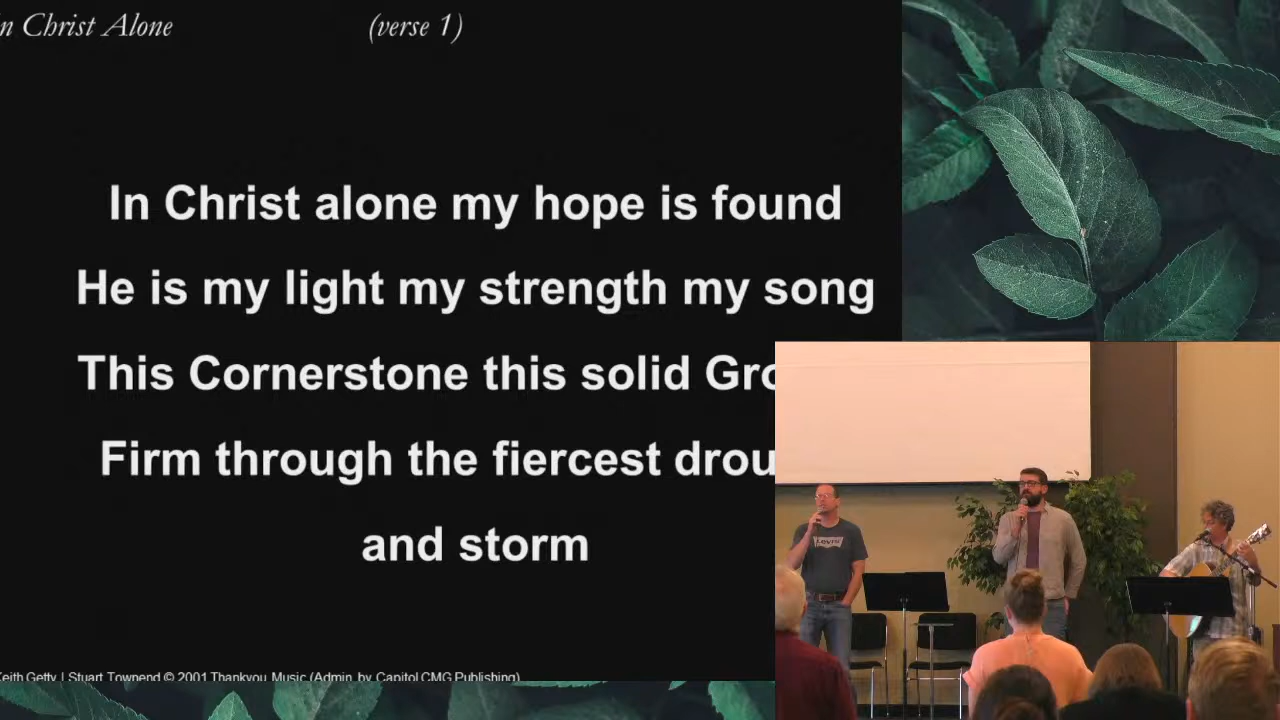 n Christ Alone (verse 1)
In Christ alone my hope is found
He is my light my strength my song
This Cornerstone this solid Gro
Firm through the fiercest drou
and storm
Keith Getty | Stuart Townend © 2001 Thankyou Music (Admin. by Capitol CMG Publishing)
Levi's